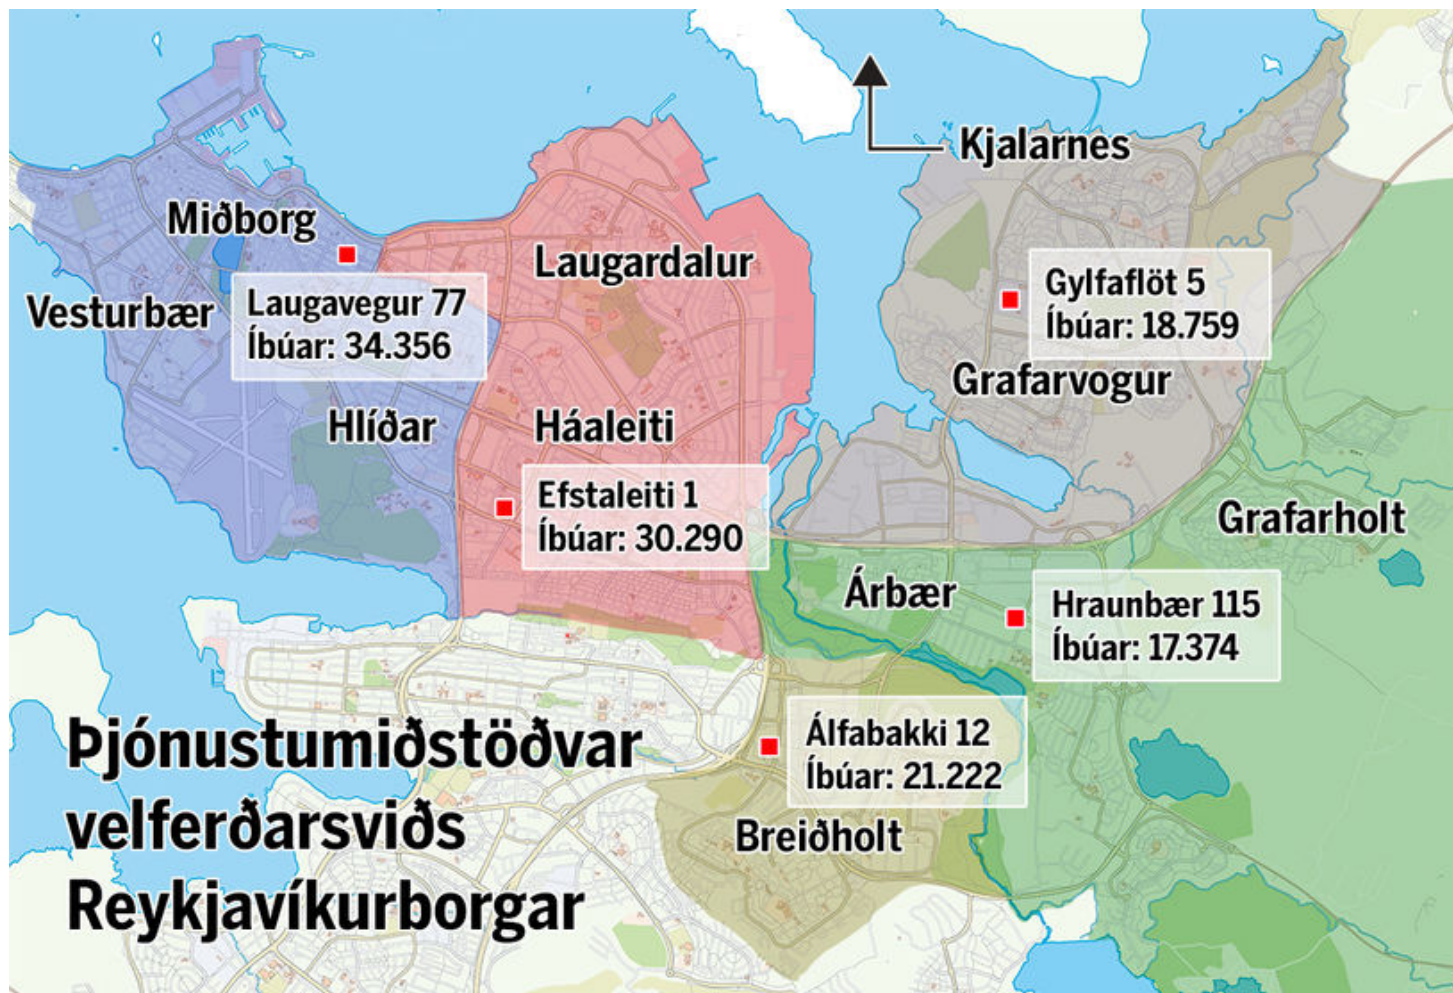 Kjalarnes
Miðborg
Laugardalur
Vesturbær
Laugavegur 77
Íbúar: 34.356
Gylfaflöt 5
Íbúar: 18.759
Grafarvogur
Hlíðar
Háaleiti
Efstaleiti 1
Íbúar: 30.290
Grafarholt
Árbær
Hraunbær 115
Íbúar: 17.374
Álfabakki 12
Íbúar: 21.222
Breiðholt
Þjónustumiðstöðvar
velferðarsviðs
Reykjavíkurborgar